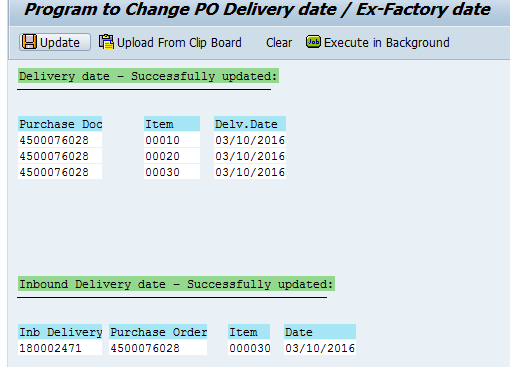 Program to Change PO Delivery date / Ex-Factory date
Update Upload From Clip Board Clear Job Execute in Background
Delivery date - Successfully updated:
Purchase Doc Item Delv.Date
4500076028 00010 03/10/2016
4500076028 00020 03/10/2016
4500076028 00030 03/10/2016
Inbound Delivery date - Successfully updated:
Inb Delivery Purchase Order Item Date
180002471 4500076028 000030 03/10/2016